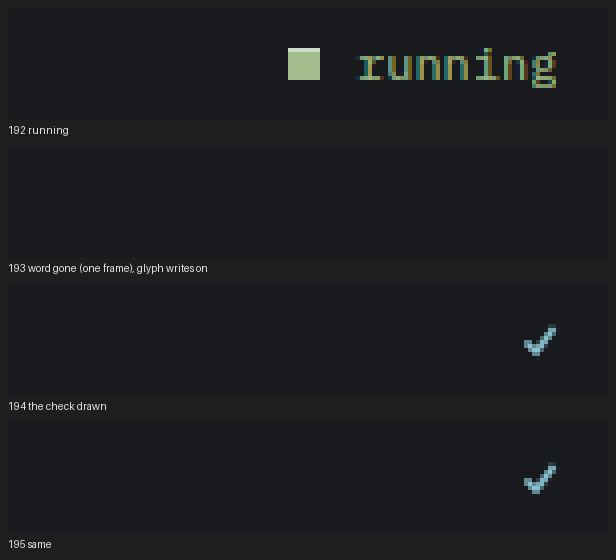 running
192 running
193 word gone (one frame), glyph writes on
194 the check drawn
195 same